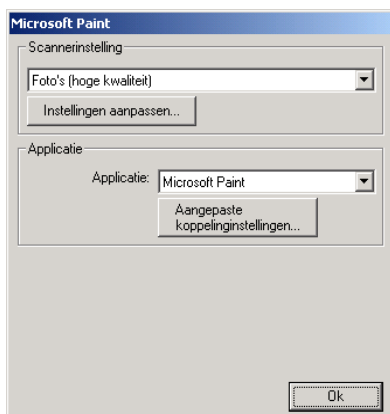 Microsoft Paint
Scannerinstelling
Foto's (hoge kwaliteit)
Instellingen aanpassen...
Applicatie
Applicatie: Microsoft Paint
Aangepaste
koppelinginstellingen...
Ok